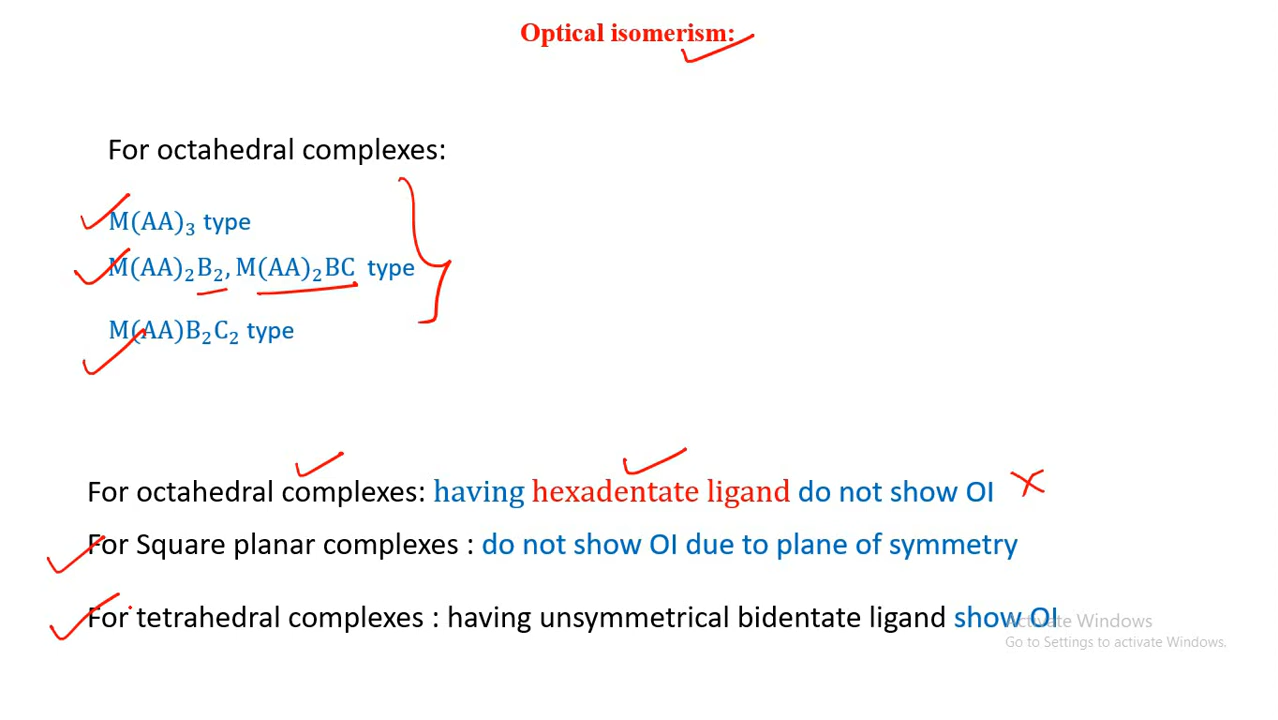 Optical isomerism:
For octahedral complexes:
M(AA)₃ type
M(AA)₂B₂, M(AA)₂BC type
M(AA)B₂C₂ type
For octahedral complexes: having hexadentate ligand do not show OI
For Square planar complexes : do not show OI due to plane of symmetry
For tetrahedral complexes : having unsymmetrical bidentate ligand show OI
Activate Windows
Go to Settings to activate Windows.